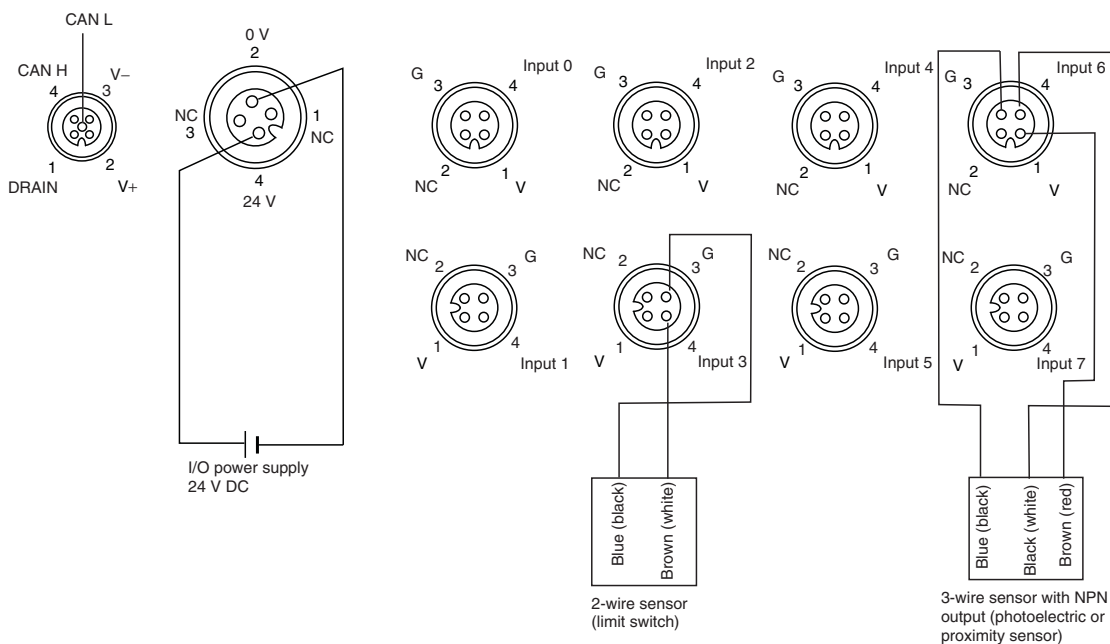 CAN L
CAN H
V–
4
3
1
2
DRAIN
V+
0 V
2
NC
3
1
NC
4
24 V
I/O power supply
24 V DC
G
3
4
Input 0
2
1
NC
V
G
3
4
Input 2
2
1
NC
V
G
3
4
Input 4
2
1
NC
V
G
3
4
Input 6
2
1
NC
V
NC
2
3
G
1
4
V
Input 1
NC
2
3
G
1
4
V
Input 3
NC
2
3
G
1
4
V
Input 5
NC
2
3
G
1
4
V
Input 7
Blue (black)
Brown (white)
2-wire sensor
(limit switch)
Blue (black)
Black (white)
Brown (red)
3-wire sensor with NPN
output (photoelectric or
proximity sensor)